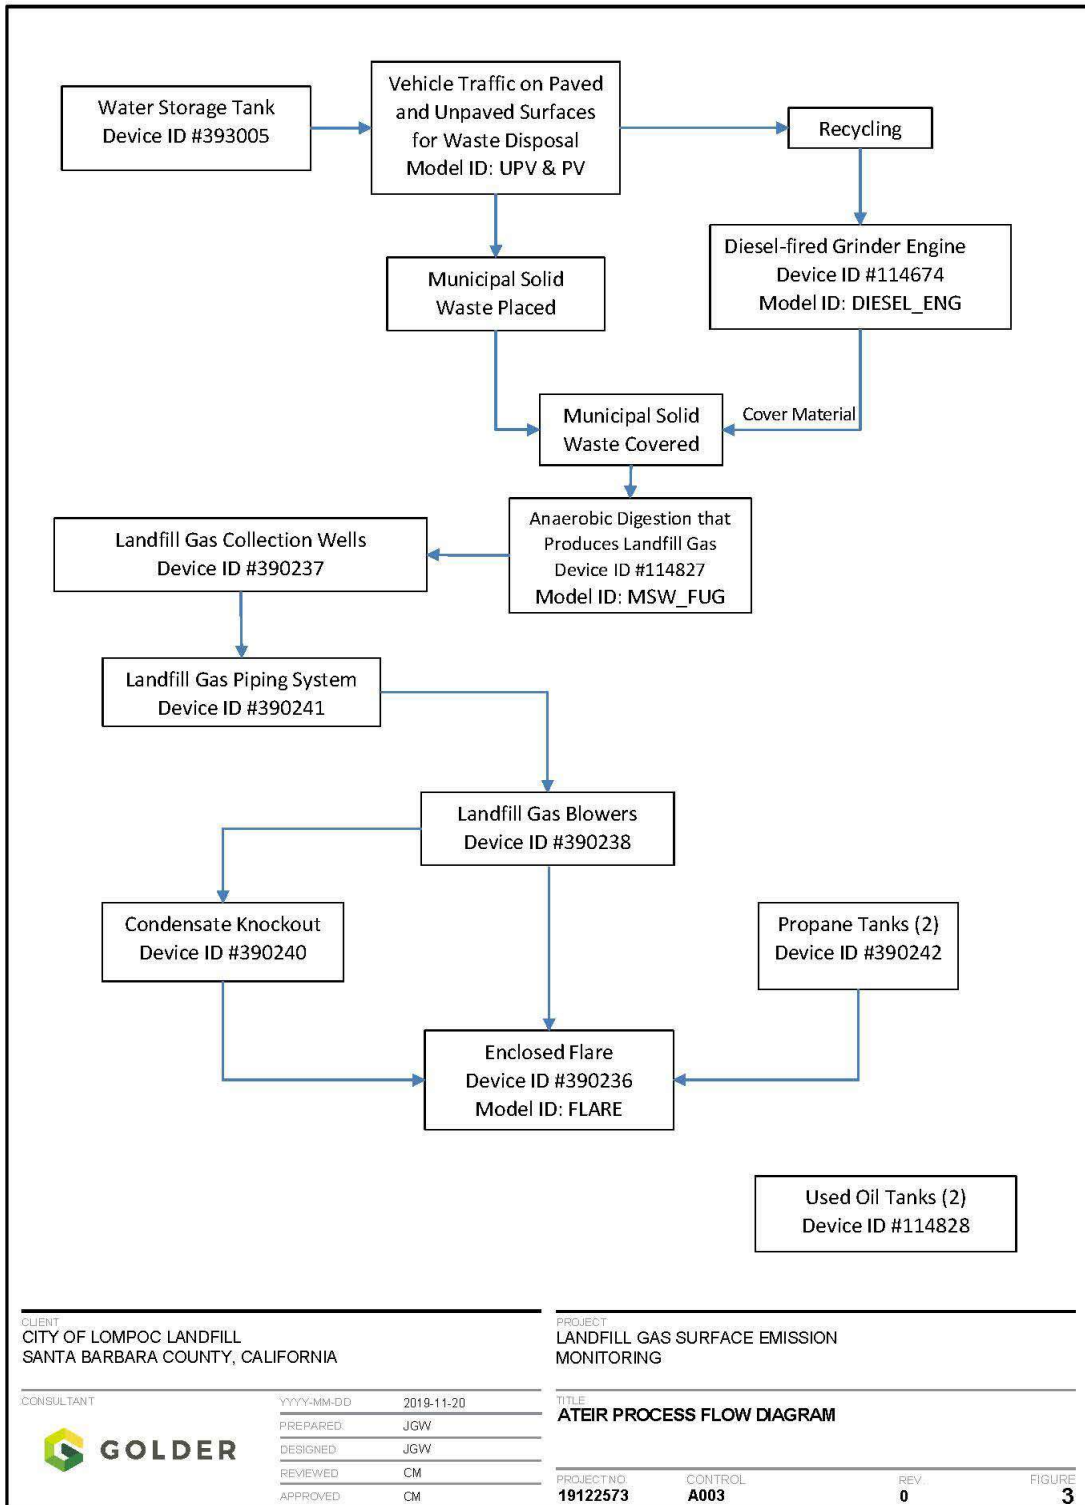 Water Storage Tank
Device ID #393005
Vehicle Traffic on Paved
and Unpaved Surfaces
for Waste Disposal
Model ID: UPV & PV
Recycling
Diesel-fired Grinder Engine
Device ID #114674
Model ID: DIESEL_ENG
Municipal Solid
Waste Placed
Municipal Solid
Waste Covered
Cover Material
Anaerobic Digestion that
Produces Landfill Gas
Device ID #114827
Model ID: MSW_FUG
Landfill Gas Collection Wells
Device ID #390237
Landfill Gas Piping System
Device ID #390241
Landfill Gas Blowers
Device ID #390238
Condensate Knockout
Device ID #390240
Propane Tanks (2)
Device ID #390242
Enclosed Flare
Device ID #390236
Model ID: FLARE
Used Oil Tanks (2)
Device ID #114828
CLIENT
CITY OF LOMPOC LANDFILL
SANTA BARBARA COUNTY, CALIFORNIA
PROJECT
LANDFILL GAS SURFACE EMISSION
MONITORING
CONSULTANT
GOLDER
YYYY-MM-DD 2019-11-20
PREPARED JGW
DESIGNED JGW
REVIEWED CM
APPROVED CM
TITLE
ATEIR PROCESS FLOW DIAGRAM
PROJECT NO. CONTROL REV. FIGURE
19122573 A003 0 3